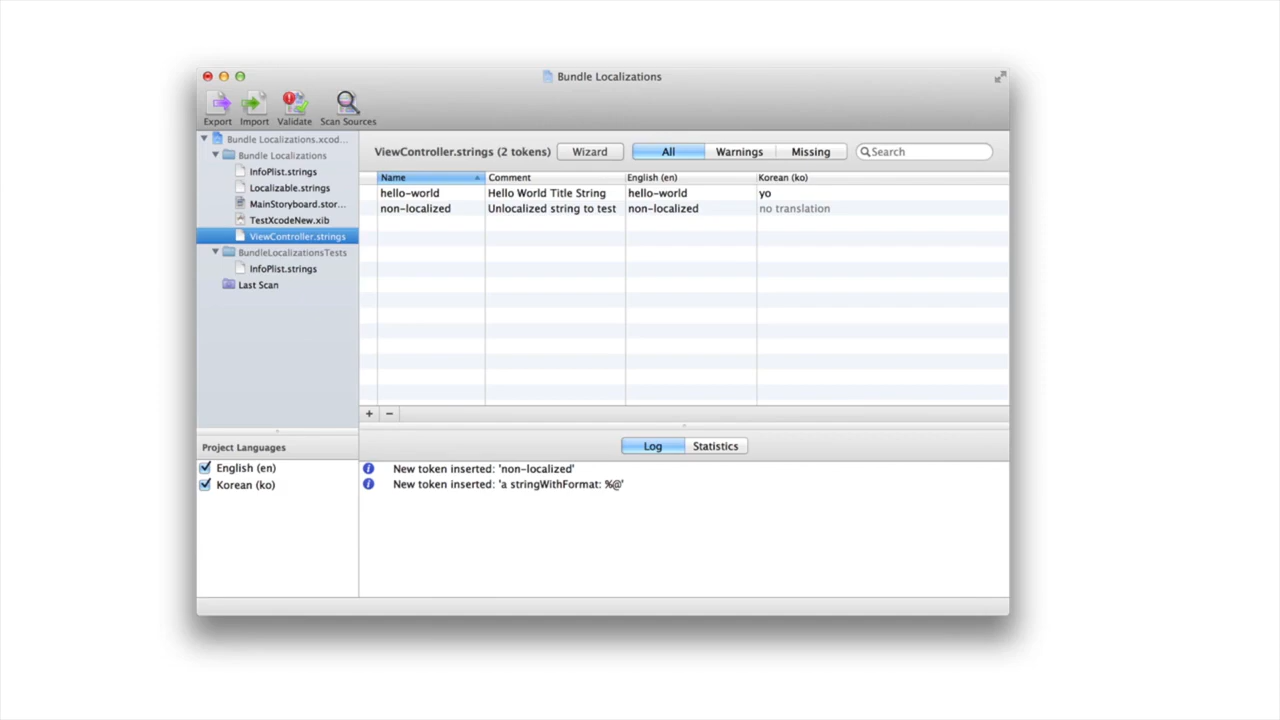 Bundle Localizations
Export Import Validate Scan Sources
Bundle Localizations.xcod...
Bundle Localizations
InfoPlist.strings
Localizable.strings
MainStoryboard.stor...
TestXcodeNew.xib
ViewController.strings
BundleLocalizationsTests
InfoPlist.strings
Last Scan
ViewController.strings (2 tokens) Wizard All Warnings Missing Search
Name Comment English (en) Korean (ko)
hello-world Hello World Title String hello-world yo
non-localized Unlocalized string to test non-localized no translation
+ −
Project Languages
English (en)
Korean (ko)
Log Statistics
New token inserted: 'non-localized'
New token inserted: 'a stringWithFormat: %@'